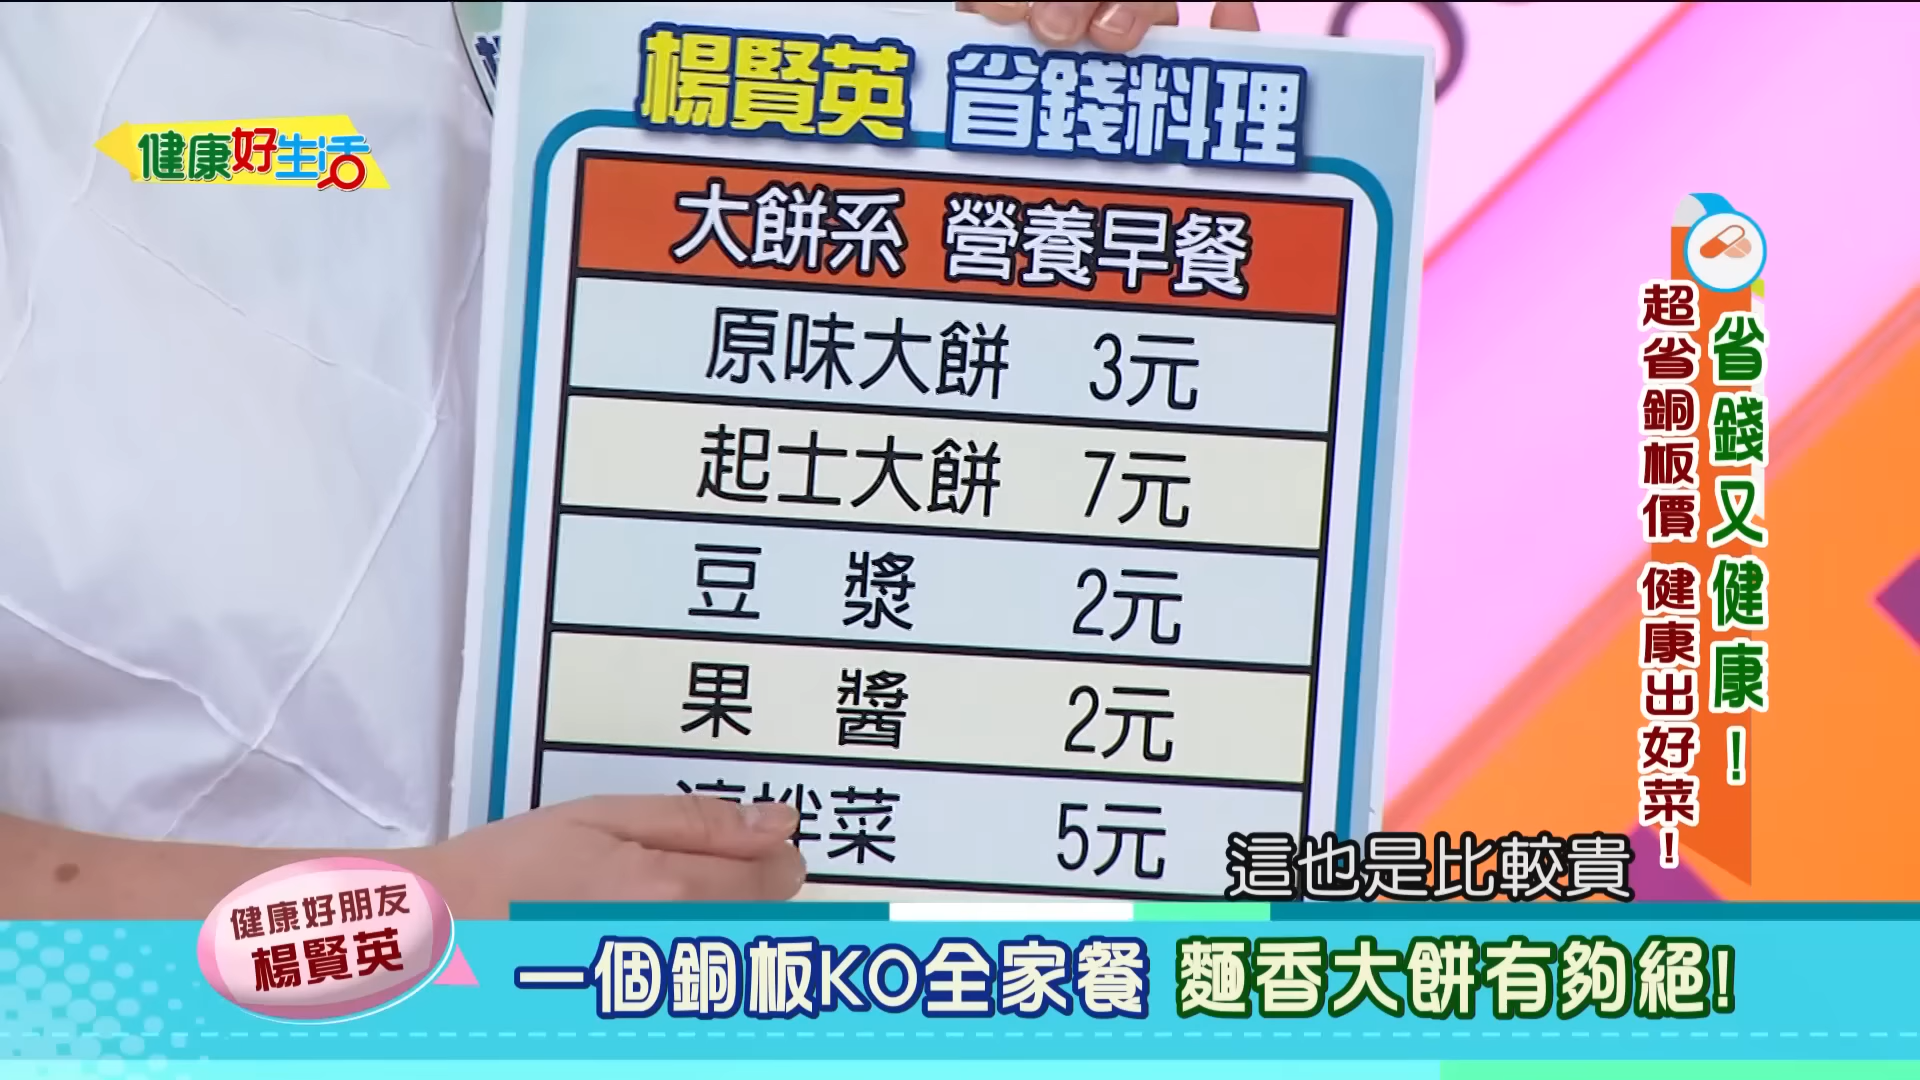 楊賢英 省錢料理
健康好生活
大餅系 營養早餐
原味大餅 3元
起士大餅 7元
豆漿 2元
果醬 2元
涼拌菜 5元
省錢又健康!
超省銅板價 健康出好菜!
這也是比較貴
健康好朋友
楊賢英
一個銅板KO全家餐 麵香大餅有夠絕!